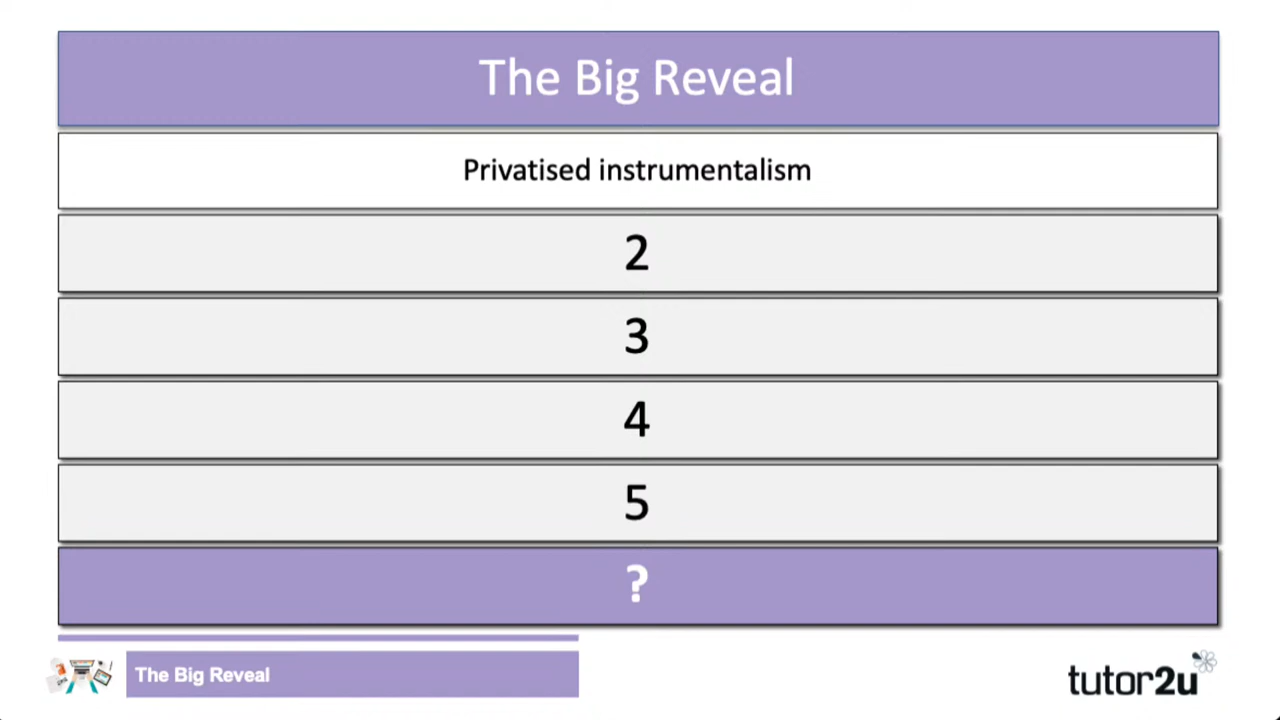 The Big Reveal
Privatised instrumentalism
2
3
4
5
?
The Big Reveal
tutor2u